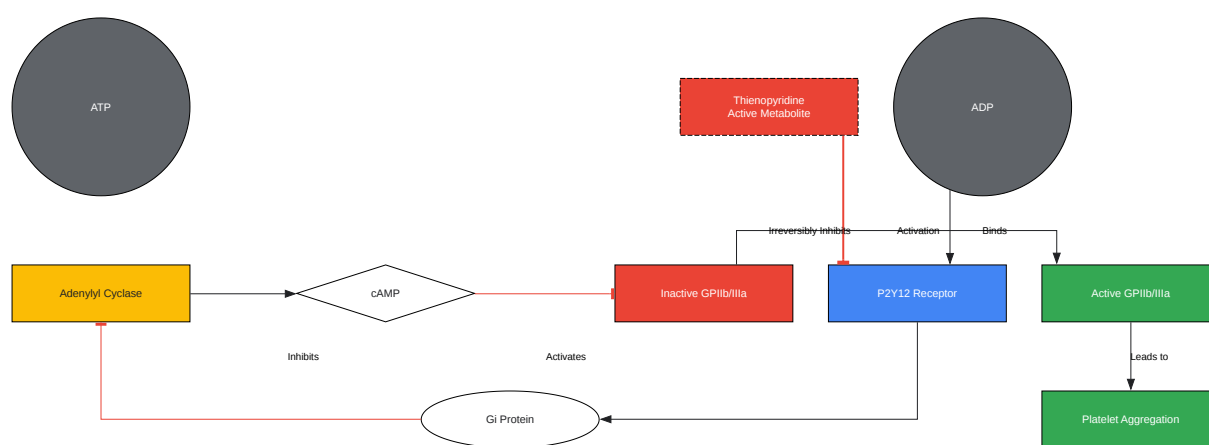 ATP
Thienopyridine
Active Metabolite
ADP
Irreversibly Inhibits
Activation
Binds
Adenylyl Cyclase
cAMP
Inactive GPIIb/IIIa
P2Y12 Receptor
Active GPIIb/IIIa
Inhibits
Activates
Leads to
Gi Protein
Platelet Aggregation